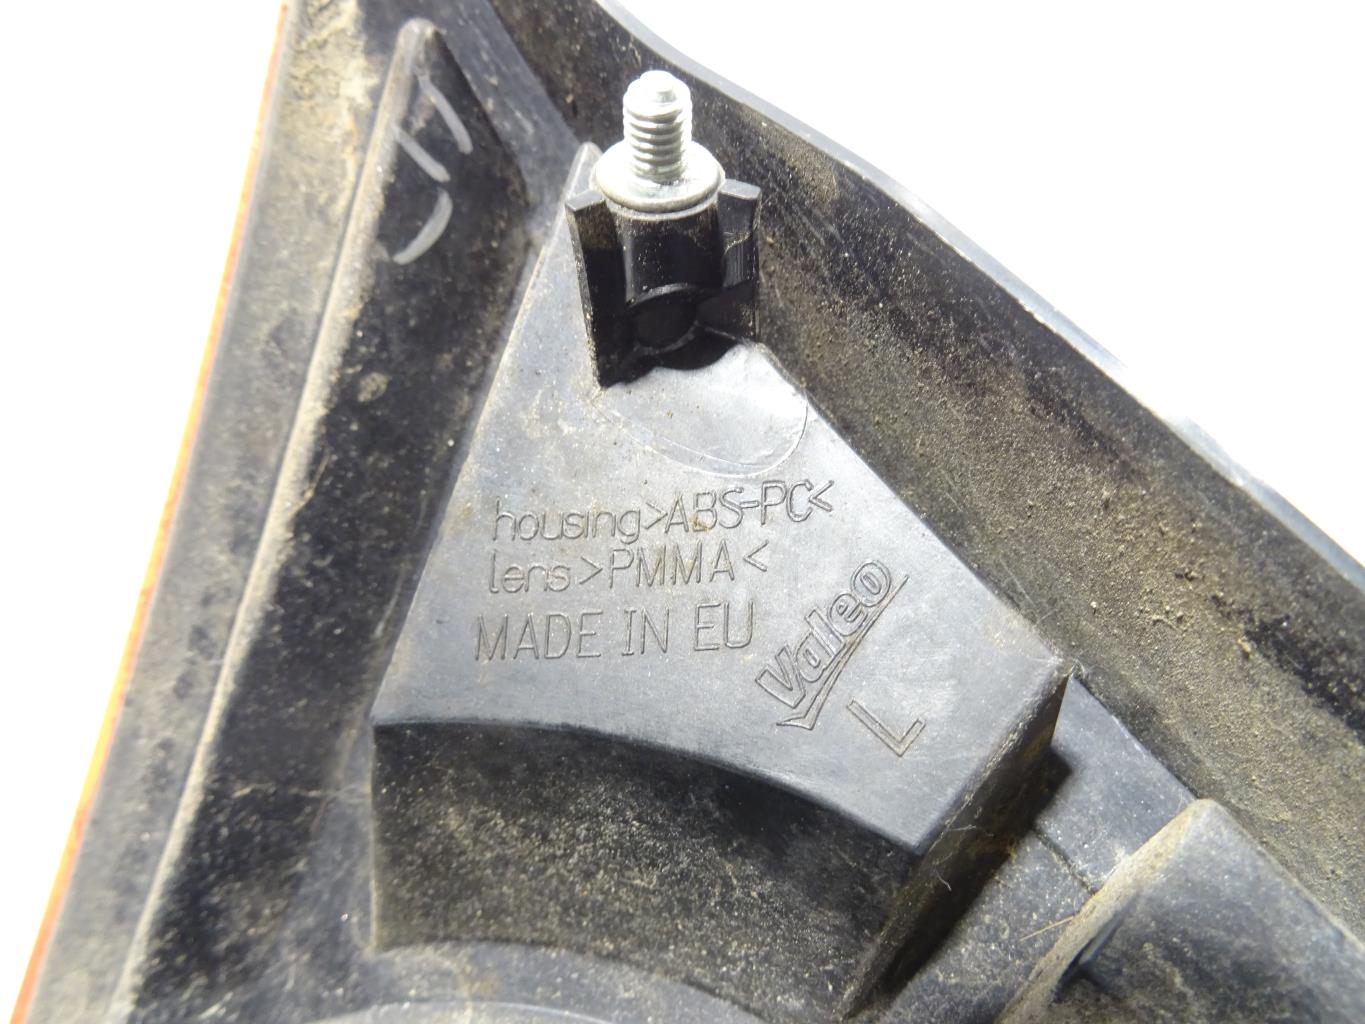 housing>ABS-PC<
lens>PMMA<
MADE IN EU
Valeo
L